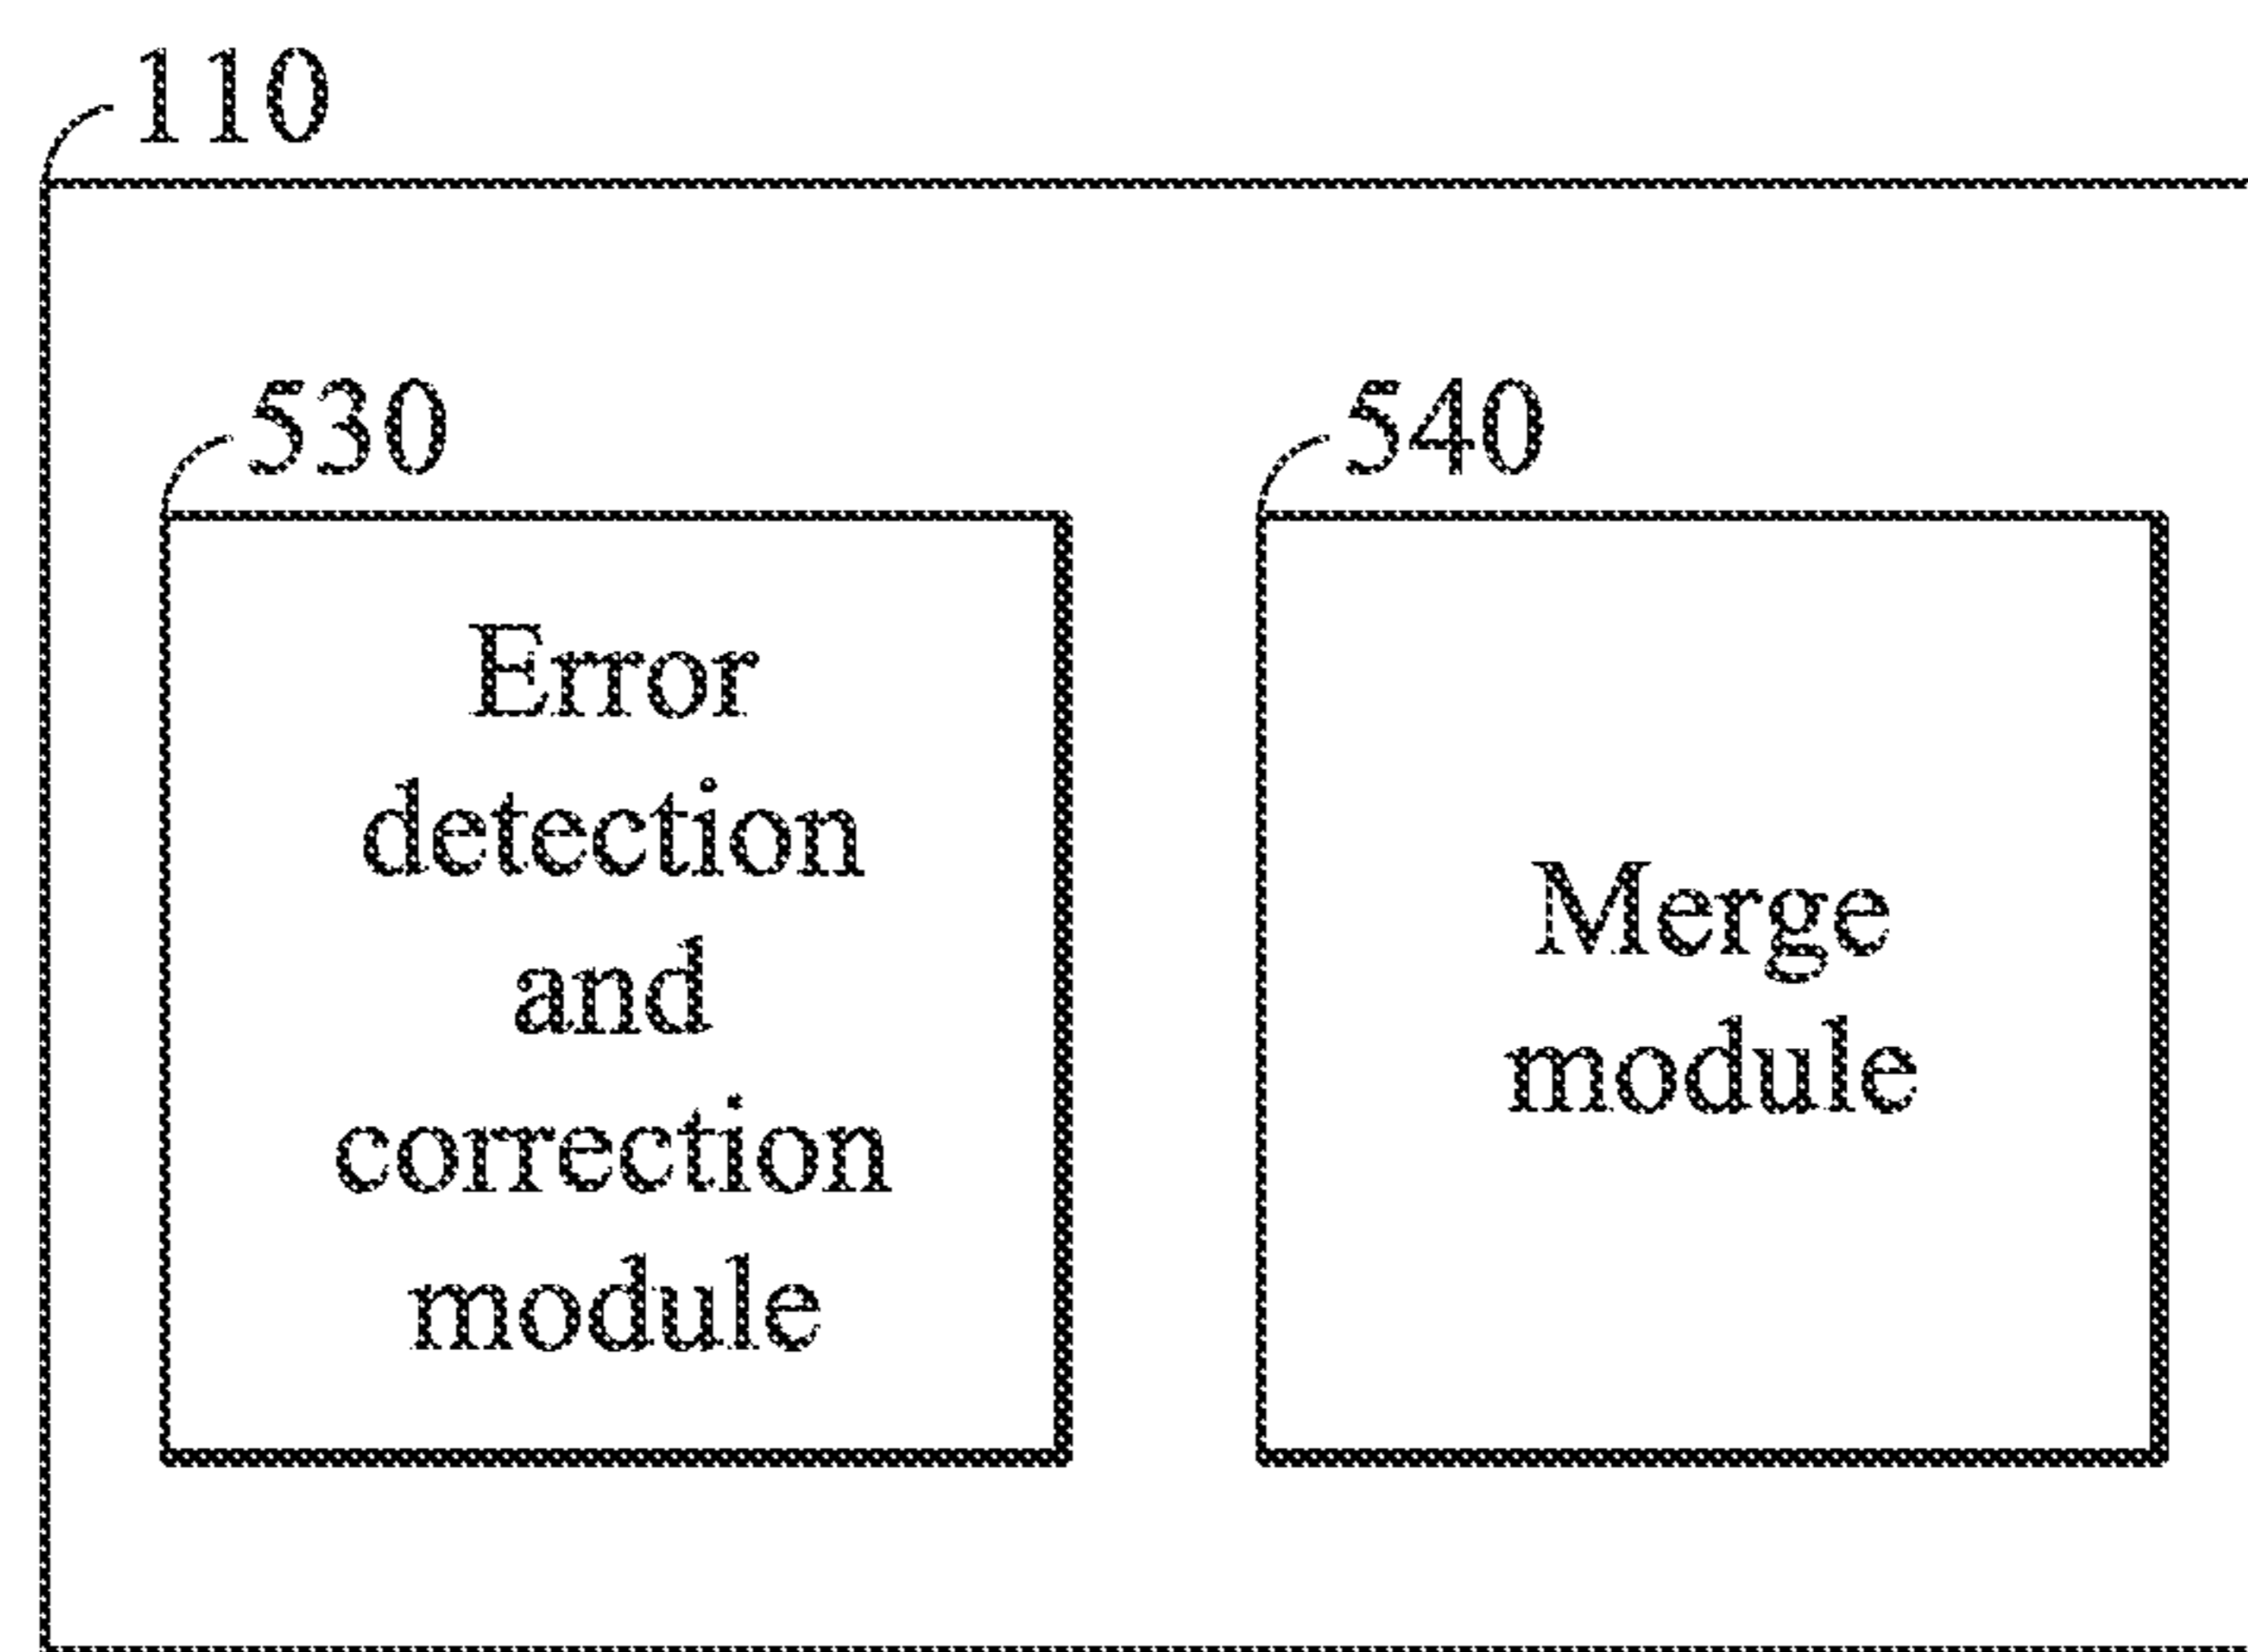 110
530
Error
detection
and
correction
module
540
Merge
module